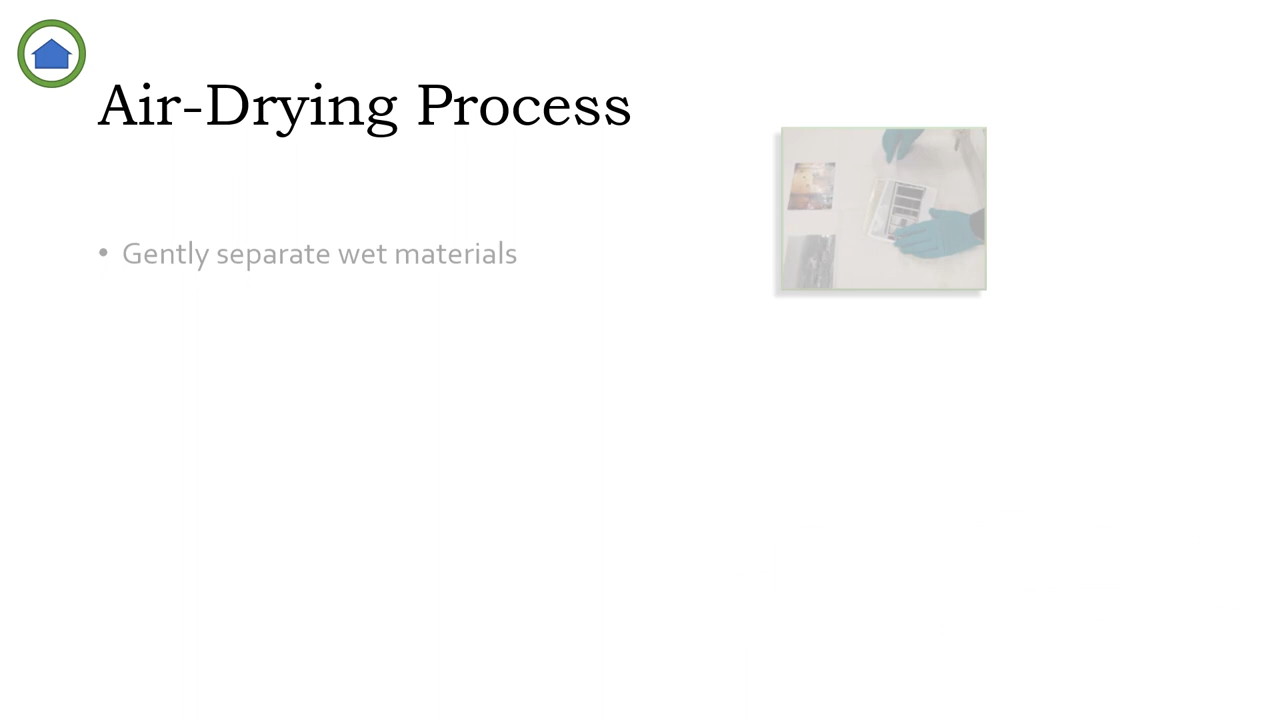 Air-Drying Process
• Gently separate wet materials